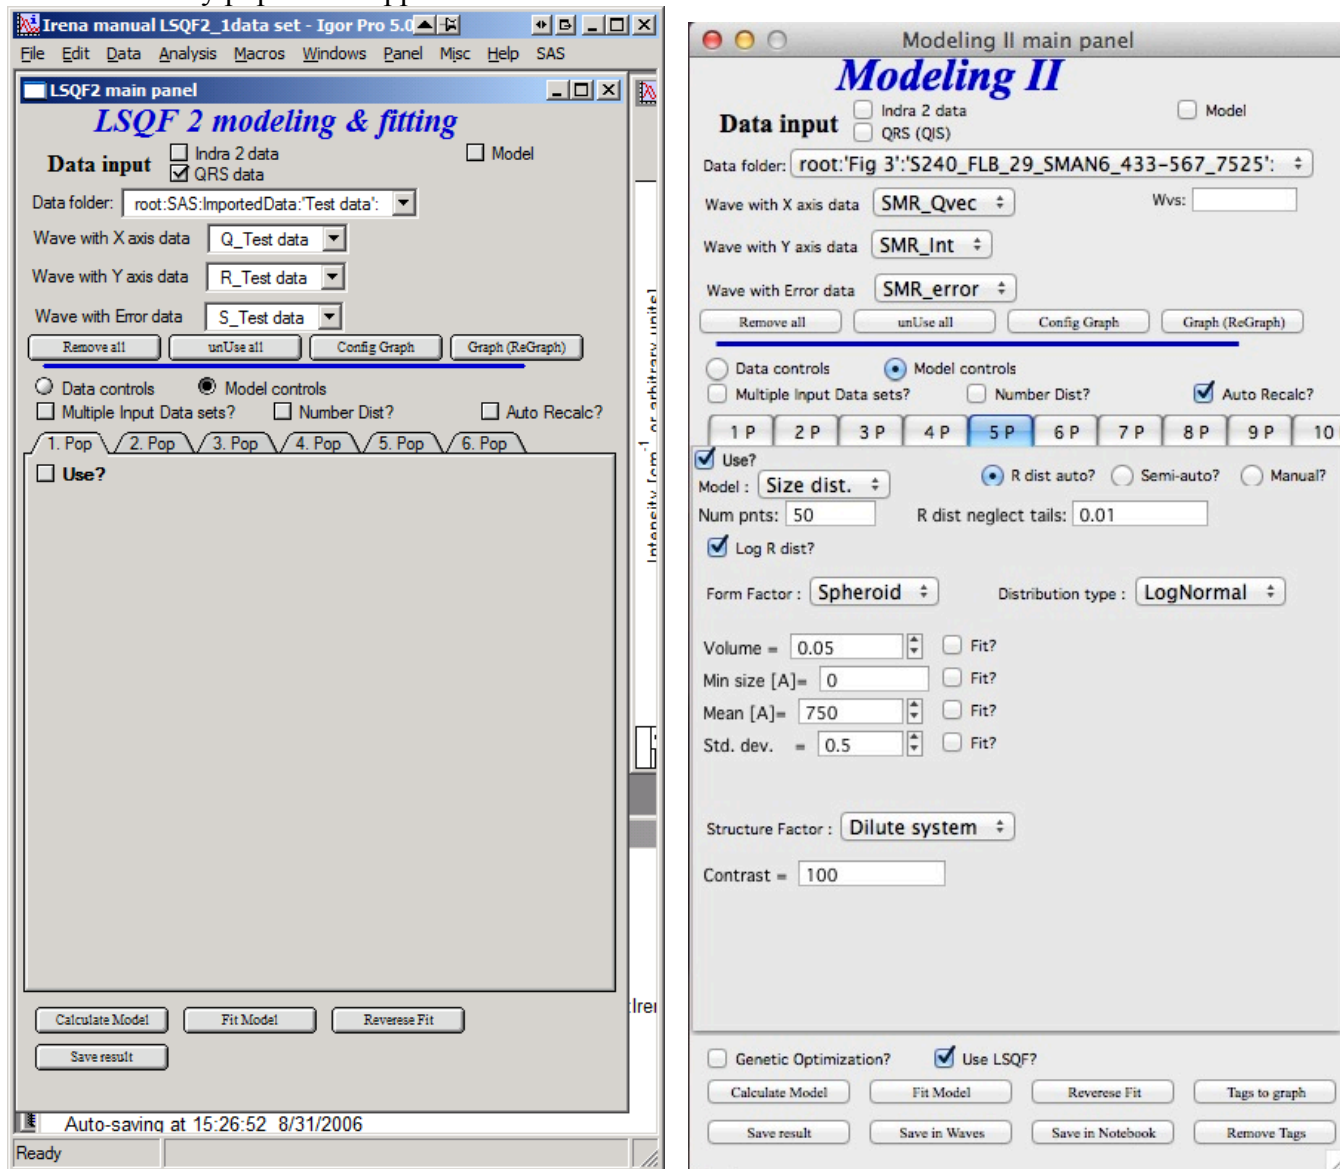 Irena manual LSQF2_1data set - Igor Pro 5.0
File Edit Data Analysis Macros Windows Panel Misc Help SAS
LSQF2 main panel
LSQF 2 modeling & fitting
Data input
Indra 2 data
Model
QRS data
Data folder: root:SAS:ImportedData:'Test data':
Wave with X axis data Q_Test data
Wave with Y axis data R_Test data
Wave with Error data S_Test data
Remove all unUse all Config Graph Graph (ReGraph)
Data controls Model controls
Multiple Input Data sets? Number Dist? Auto Recalc?
1. Pop 2. Pop 3. Pop 4. Pop 5. Pop 6. Pop
Use?
Intensity [cm-1 or arbitrary units]
Calculate Model Fit Model Reverese Fit
Save result
Auto-saving at 15:26:52 8/31/2006
Ready
Modeling II main panel
Modeling II
Data input
Indra 2 data
Model
QRS (QIS)
Data folder: root:'Fig 3':'S240_FLB_29_SMAN6_433-567_7525':
Wave with X axis data SMR_Qvec Wvs:
Wave with Y axis data SMR_Int
Wave with Error data SMR_error
Remove all unUse all Config Graph Graph (ReGraph)
Data controls Model controls
Multiple Input Data sets? Number Dist? Auto Recalc?
1 P 2 P 3 P 4 P 5 P 6 P 7 P 8 P 9 P 10
Use?
R dist auto? Semi-auto? Manual?
Model : Size dist.
Num pnts: 50 R dist neglect tails: 0.01
Log R dist?
Form Factor : Spheroid Distribution type : LogNormal
Volume = 0.05 Fit?
Min size [A]= 0 Fit?
Mean [A]= 750 Fit?
Std. dev. = 0.5 Fit?
Structure Factor : Dilute system
Contrast = 100
Genetic Optimization? Use LSQF?
Calculate Model Fit Model Reverese Fit Tags to graph
Save result Save in Waves Save in Notebook Remove Tags